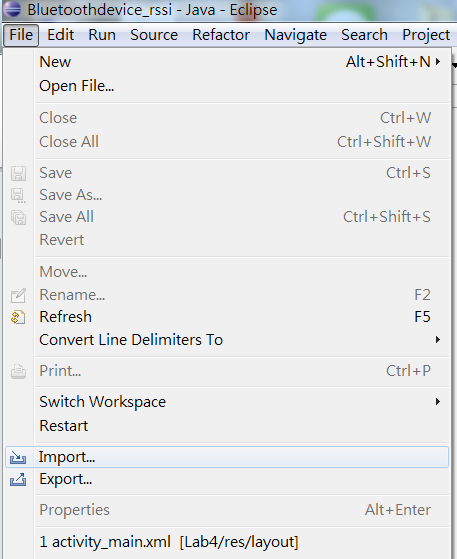 Bluetoothdevice_rssi - Java - Eclipse
File Edit Run Source Refactor Navigate Search Project
New Alt+Shift+N
Open File...
Close Ctrl+W
Close All Ctrl+Shift+W
Save Ctrl+S
Save As...
Save All Ctrl+Shift+S
Revert
Move...
Rename... F2
Refresh F5
Convert Line Delimiters To
Print... Ctrl+P
Switch Workspace
Restart
Import...
Export...
Properties Alt+Enter
1 activity_main.xml [Lab4/res/layout]